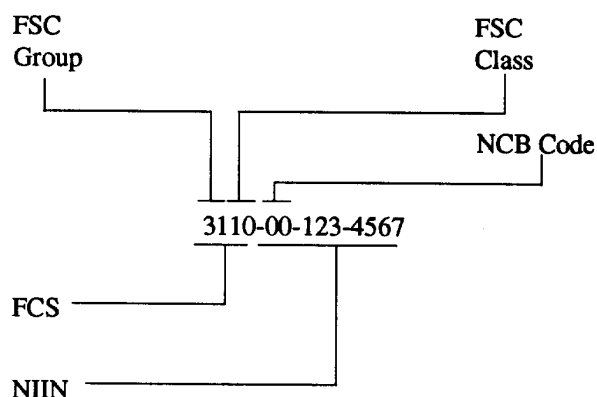 FSC
Group
FSC
Class
NCB Code
3110-00-123-4567
FCS
NIIN